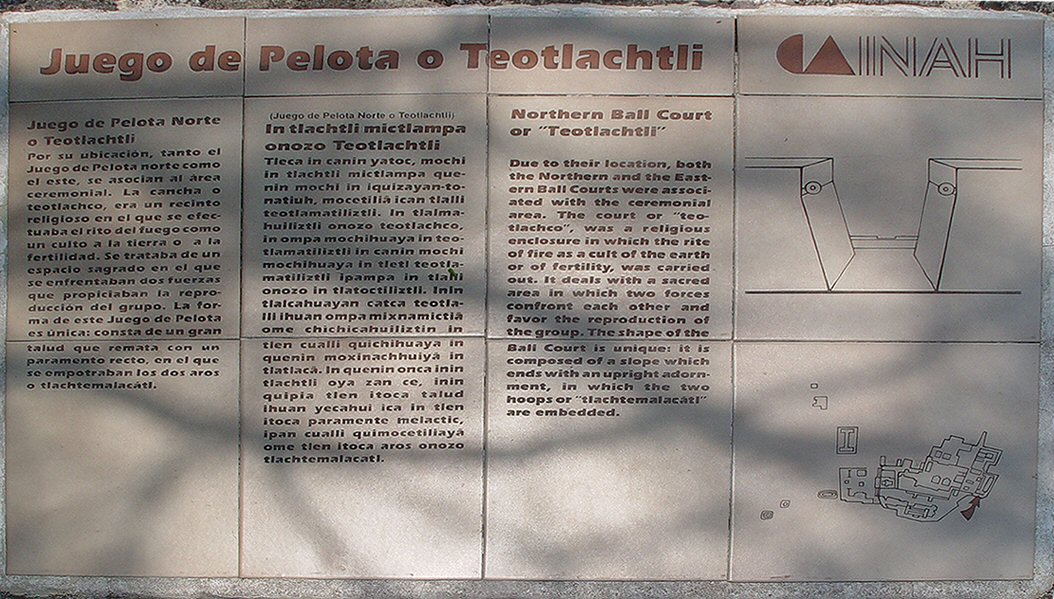 Juego de Pelota o Teotlachtli
CAINAH
Juego de Pelota Norte
o Teotlachtli
Por su ubicación, tanto el
Juego de Pelota norte como
el este, se asocian al área
ceremonial. La cancha o
teotlachco, era un recinto
religioso en el que se efec-
tuaba el rito del fuego como
un culto a la tierra o a la
fertilidad. Se trataba de un
espacio sagrado en el que
se enfrentaban dos fuerzas
que propiciaban la repro-
ducción del grupo. La for-
ma de este Juego de Pelota
es única: consta de un gran
talud que remata con un
paramento recto, en el que
se empotraban los dos aros
o tlachtemalacátl.
(Juego de Pelota Norte o Teotlachtli)
In tlachtli mictlampa
onozo Teotlachtli
Tleca in canin yatoc, mochi
in tlachtli mictlampa que-
nin mochi in iquizayan-to-
natiuh, mocetiliä ican tlalli
teotlamatiliztli. In tlalma-
huiliztli onozo teotlachco,
in ompa mochihuaya in teo-
tlamatiliztli in canin mochi
mochihuaya in tletl teotla-
matiliztli ipampa in tlalli
onozo in tlatoctiliztli. Inin
tlalcahuayan catca teotla-
lli ihuan ompa mixnamictiä
ome chichicahuiliztin in
tlen cualli quichihuaya in
quenin moxinachhuiyä in
tlatlacä. In quenin onca inin
tlachtli oya zan ce, inin
quipia tlen itoca talud
ihuan yecahui ica in tlen
itoca paramente melactic,
ipan cualli quimocetiliayä
ome tlen itoca aros onozo
tlachtemalacatl.
Northern Ball Court
or "Teotlachtli"
Due to their location, both
the Northern and the East-
ern Ball Courts were associ-
ated with the ceremonial
area. The court or "teo-
tlachco", was a religious
enclosure in which the rite
of fire as a cult of the earth
or of fertility, was carried
out. It deals with a sacred
area in which two forces
confront each other and
favor the reproduction of
the group. The shape of the
Ball Court is unique: it is
composed of a slope which
ends with an upright adorn-
ment, in which the two
hoops or "tlachtemalacátl"
are embedded.